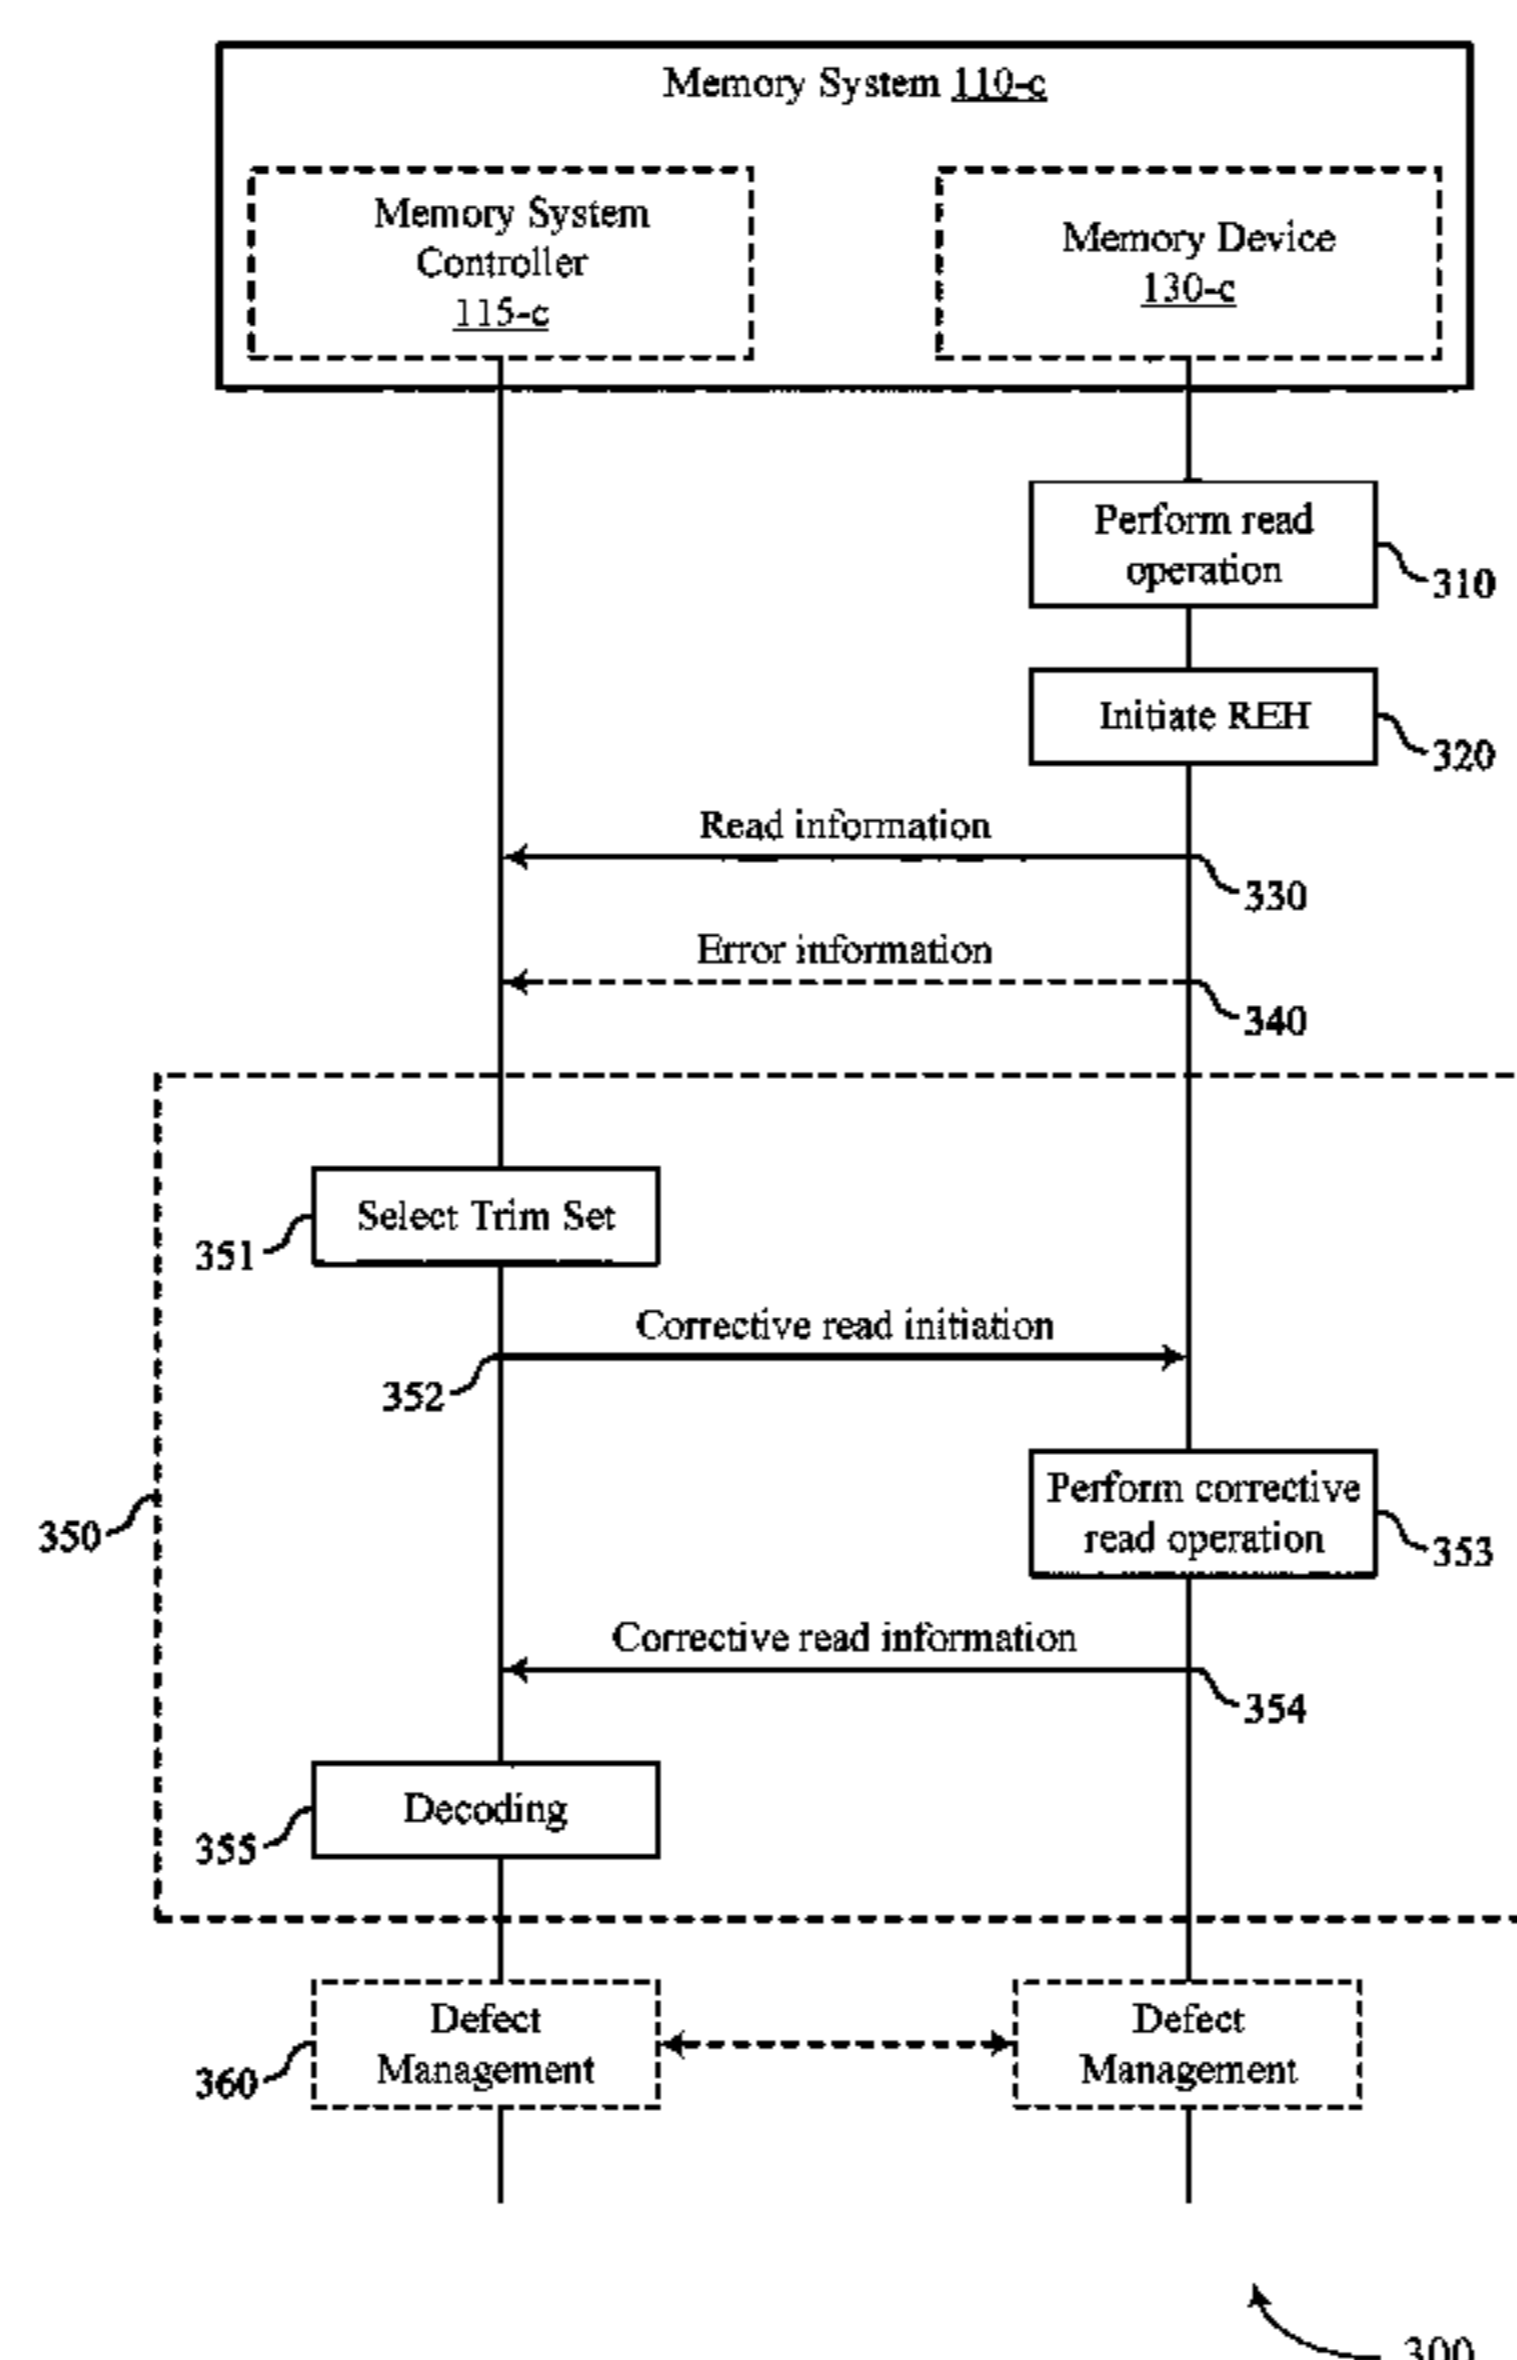 Memory System 110-c
Memory System
Controller
115-c
Memory Device
130-c
Perform read
operation
310
Initiate REH
320
Read information
330
Error information
340
Select Trim Set
351
Corrective read initiation
352
Perform corrective
read operation
353
350
Corrective read information
354
Decoding
355
Defect
Management
360
Defect
Management
300